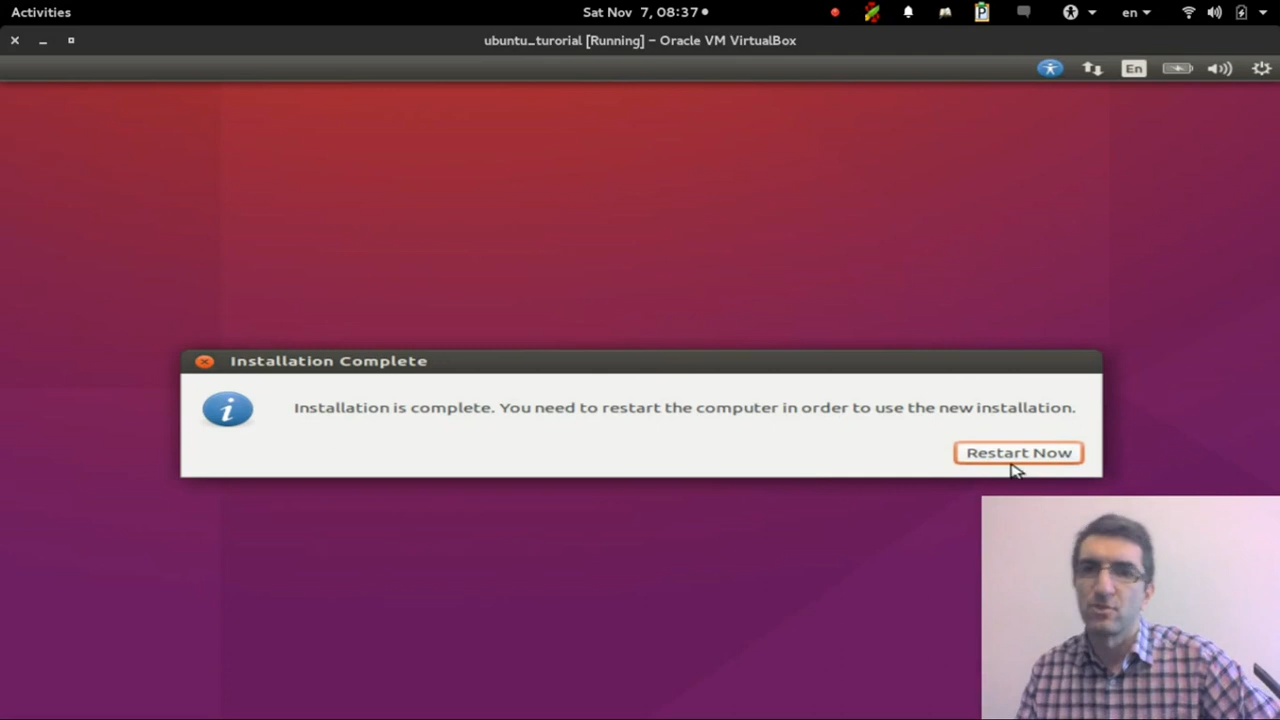 Activities
Sat Nov 7, 08:37
en
ubuntu_turorial [Running] – Oracle VM VirtualBox
En
Installation Complete
Installation is complete. You need to restart the computer in order to use the new installation.
Restart Now